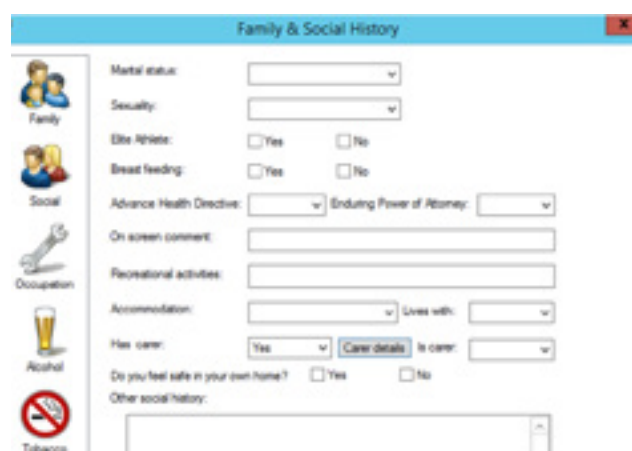 Family & Social History
Marital status:
Family
Sexuality:
Elite Athlete: Yes No
Breast feeding: Yes No
Social
Advance Health Directive: Enduring Power of Attorney:
On screen comment:
Occupation
Recreational activities:
Accommodation: Lives with:
Has carer: Yes Carer details Is carer:
Alcohol
Do you feel safe in your own home? Yes No
Other social history:
Tobacco